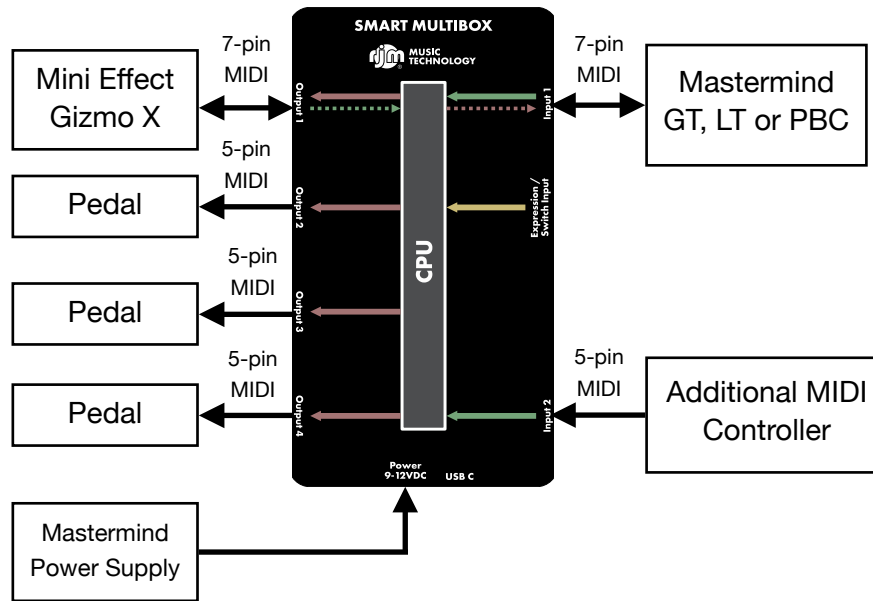 SMART MULTIBOX
rjm MUSIC
TECHNOLOGY
®
7-pin
MIDI
Mini Effect
Gizmo X
Output 1
Input 1
7-pin
MIDI
Mastermind
GT, LT or PBC
5-pin
MIDI
Pedal
Output 2
Expression /
Switch Input
CPU
5-pin
MIDI
Pedal
Output 3
5-pin
MIDI
Pedal
Output 4
Input 2
5-pin
MIDI
Additional MIDI
Controller
Power
9-12VDC
USB C
Mastermind
Power Supply